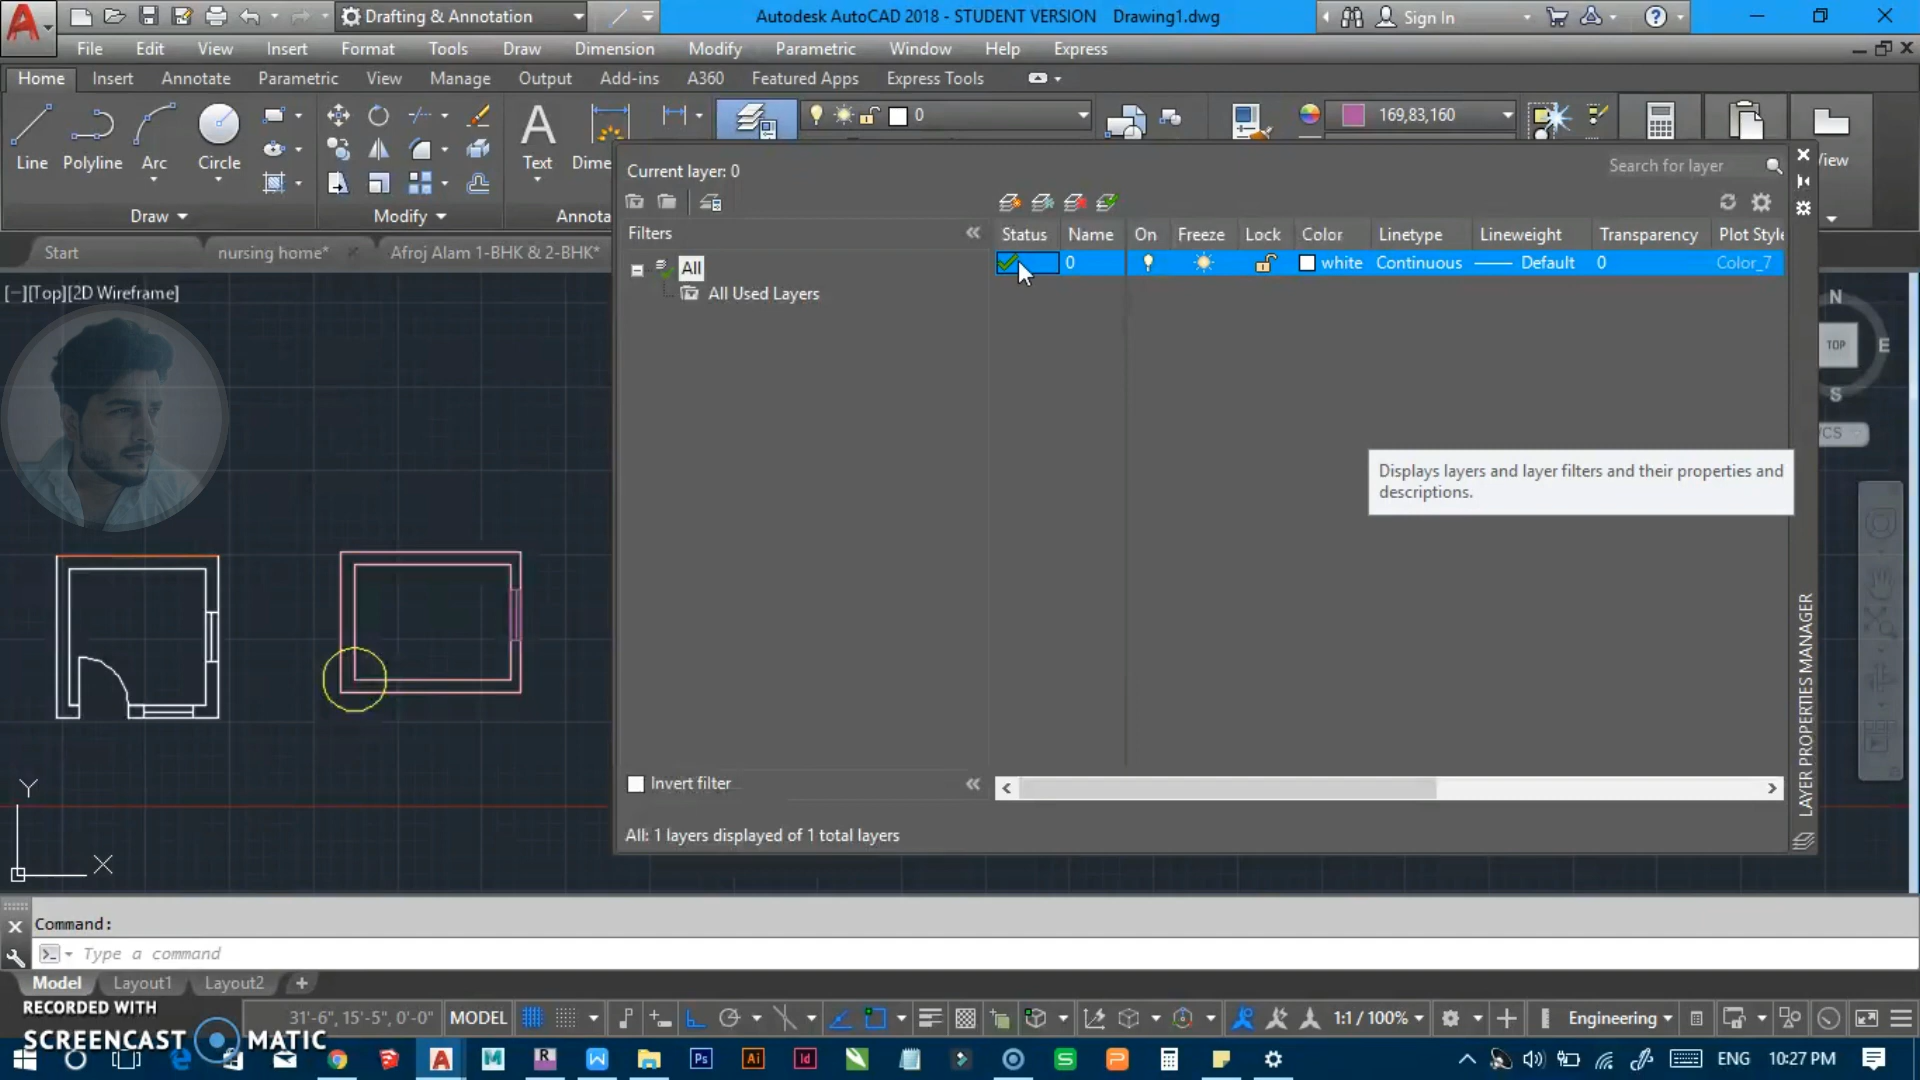 Drafting & Annotation
Autodesk AutoCAD 2018 - STUDENT VERSION Drawing1.dwg
Sign In
File Edit View Insert Format Tools Draw Dimension Modify Parametric Window Help Express
Home Insert Annotate Parametric View Manage Output Add-ins A360 Featured Apps Express Tools
0
169,83,160
Line Polyline Arc Circle Text Dime View
Draw Modify Annota
Current layer: 0
Search for layer
Filters
Status Name On Freeze Lock Color Linetype Lineweight Transparency Plot Style
Start nursing home* Afroj Alam 1-BHK & 2-BHK*
All
0 white Continuous Default 0 Color_7
All Used Layers
[−][Top][2D Wireframe]
N
TOP E
S
Displays layers and layer filters and their properties and
descriptions.
LAYER PROPERTIES MANAGER
Invert filter
All: 1 layers displayed of 1 total layers
Y
X
Command:
Type a command
Model Layout1 Layout2 +
RECORDED WITH
SCREENCAST MATIC
31'-6", 15'-5", 0'-0" MODEL 1:1 / 100% Engineering
ENG 10:27 PM